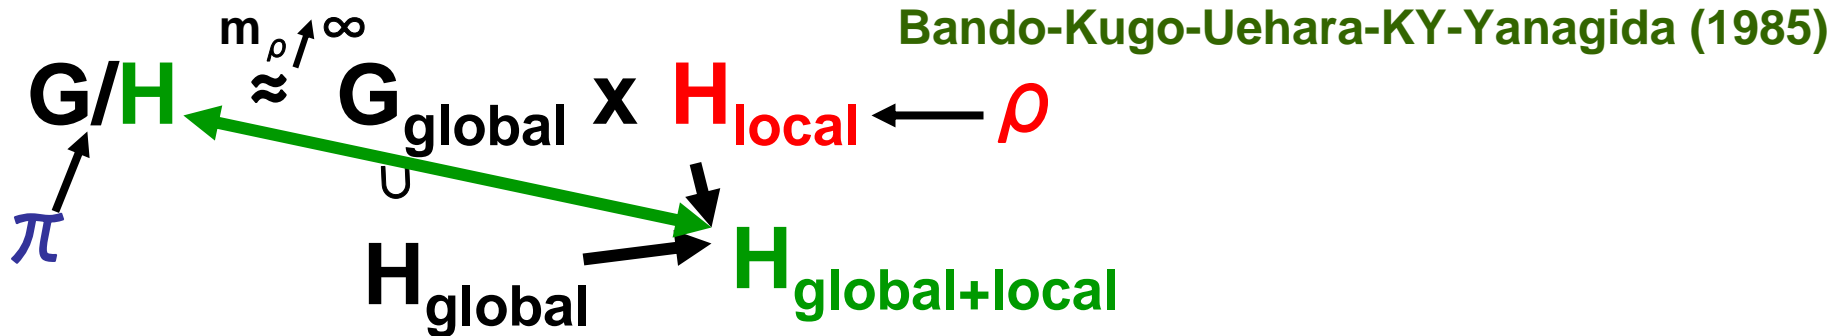 m_ρ ↗ ∞
Bando-Kugo-Uehara-KY-Yanagida (1985)
G/H ≈ G_global x H_local ← ρ
∪
π
H_global H_global+local